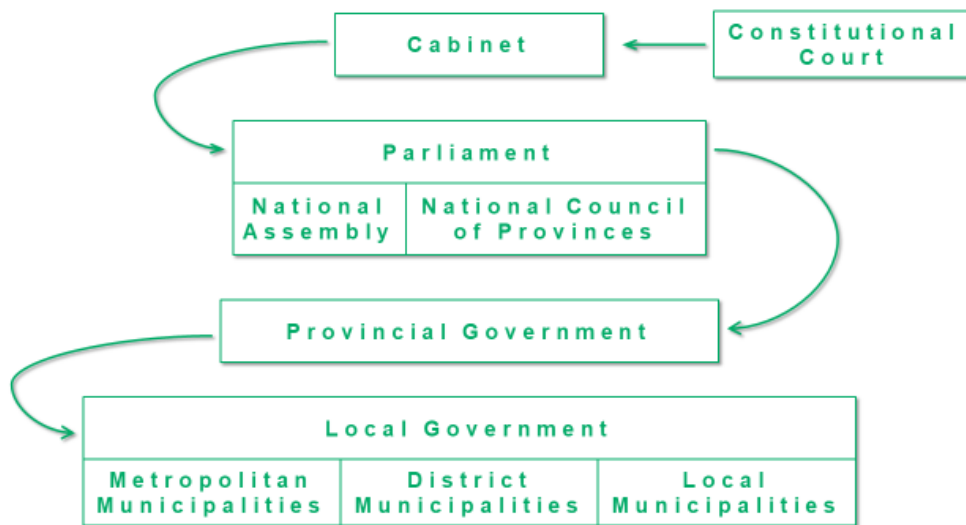 Cabinet
Constitutional
Court
Parliament
National
Assembly
National Council
of Provinces
Provincial Government
Local Government
Metropolitan
Municipalities
District
Municipalities
Local
Municipalities